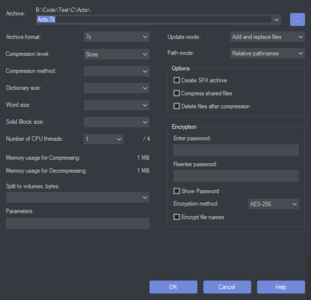 Archive:
B:\Code\Test\C\Acts\
Acts.7z
...
Archive format:
7z
Compression level:
Store
Compression method:
Dictionary size:
Word size:
Solid Block size:
Number of CPU threads:
1
/ 4
Memory usage for Compressing:
1 MB
Memory usage for Decompressing:
1 MB
Split to volumes, bytes:
Parameters:
Update mode:
Add and replace files
Path mode:
Relative pathnames
Options
Create SFX archive
Compress shared files
Delete files after compression
Encryption
Enter password:
Reenter password:
Show Password
Encryption method:
AES-256
Encrypt file names
OK
Cancel
Help